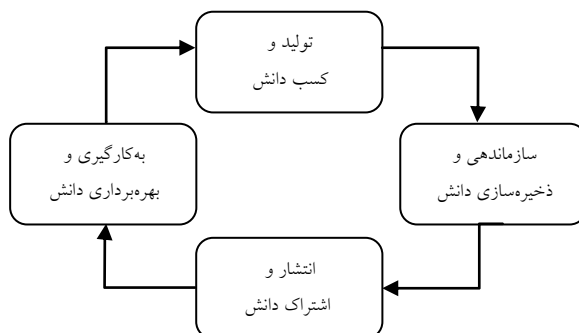 تولید و
کسب دانش
سازماندهی و
ذخیره‌سازی دانش
انتشار و
اشتراک دانش
به‌کارگیری و
بهره‌برداری دانش